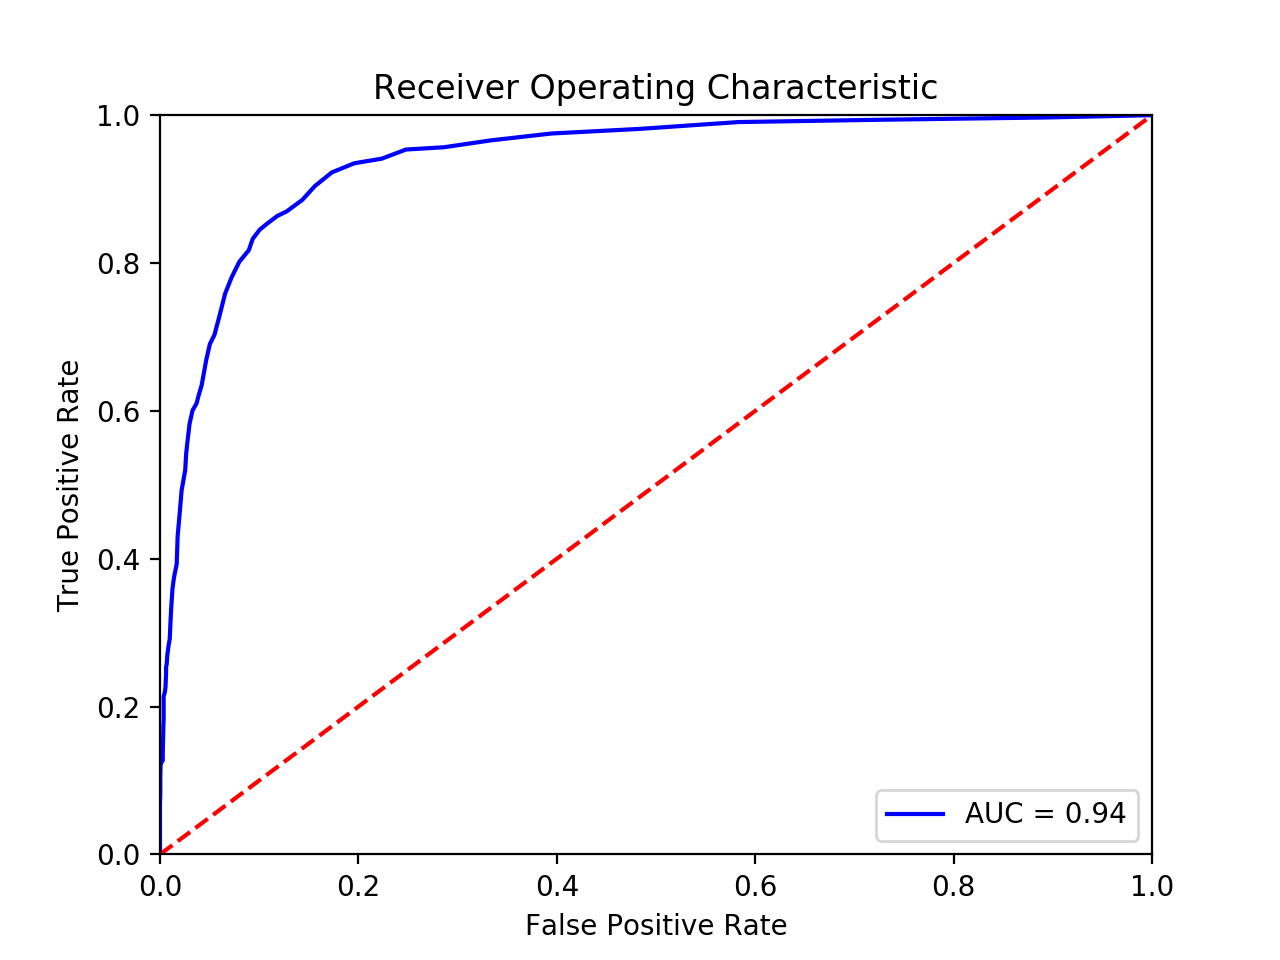 Receiver Operating Characteristic
1.0
0.8
0.6
0.4
0.2
0.0
True Positive Rate
AUC = 0.94
0.0 0.2 0.4 0.6 0.8 1.0
False Positive Rate